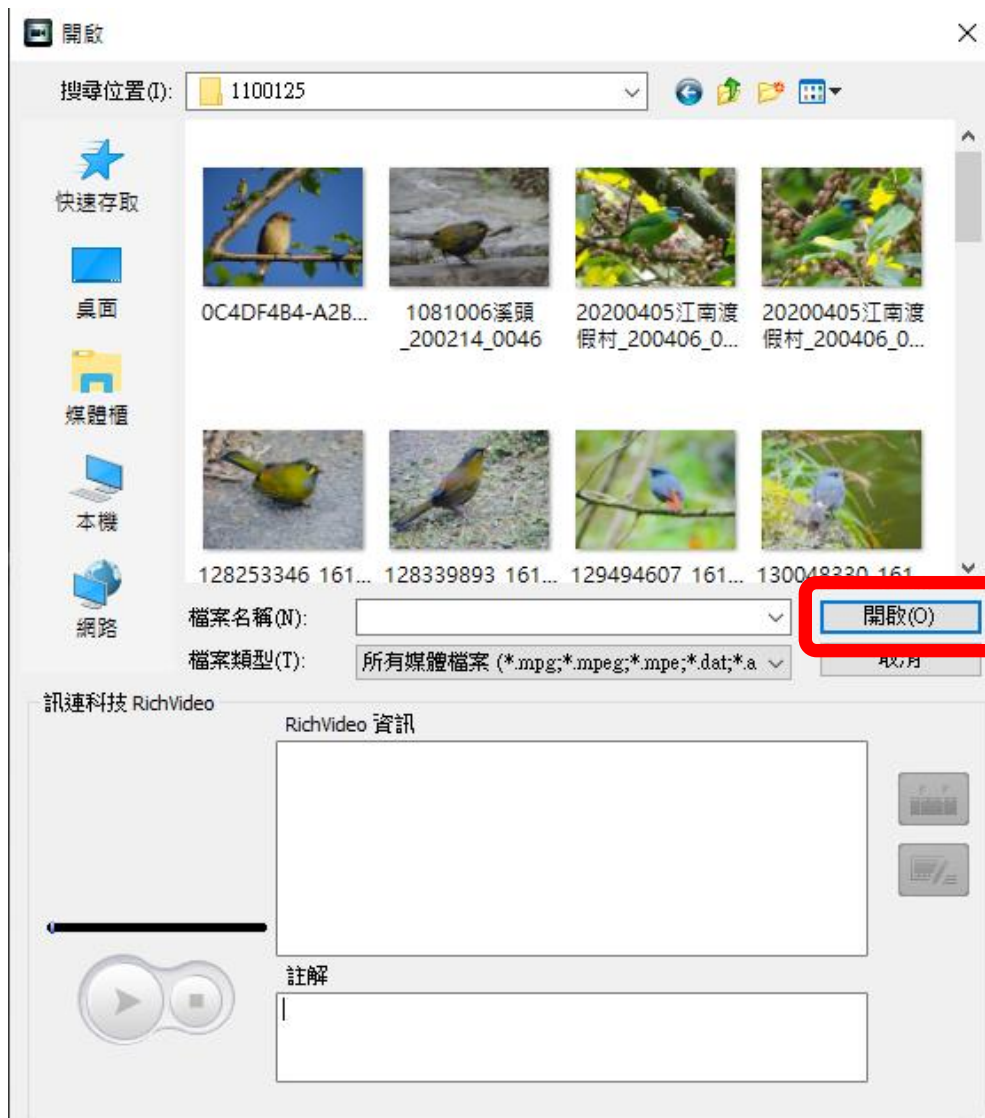 開啟
搜尋位置(I):
1100125
快速存取
桌面
媒體櫃
本機
網路
0C4DF4B4-A2B...
1081006溪頭
_200214_0046
20200405江南渡
假村_200406_0...
20200405江南渡
假村_200406_0...
128253346 161...
128339893 161...
129494607 161...
130048330 161
檔案名稱(N):
開啟(O)
檔案類型(T):
所有媒體檔案 (*.mpg;*.mpeg;*.mpe;*.dat;*.a
取消
訊連科技 RichVideo
RichVideo 資訊
註解